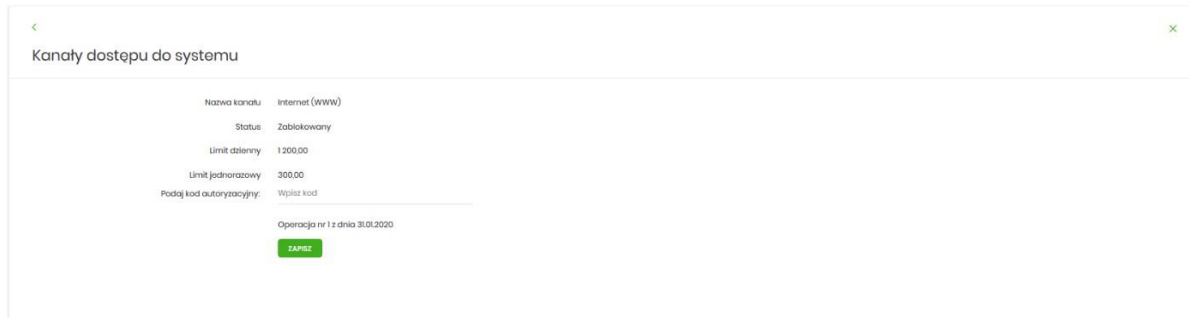 Kanały dostępu do systemu
Nazwa kanału Internet (WWW)
Status Zablokowany
Limit dzienny 1 200,00
Limit jednorazowy 300,00
Podaj kod autoryzacyjny: Wpisz kod
Operacja nr 1 z dnia 31.01.2020
ZAPISZ